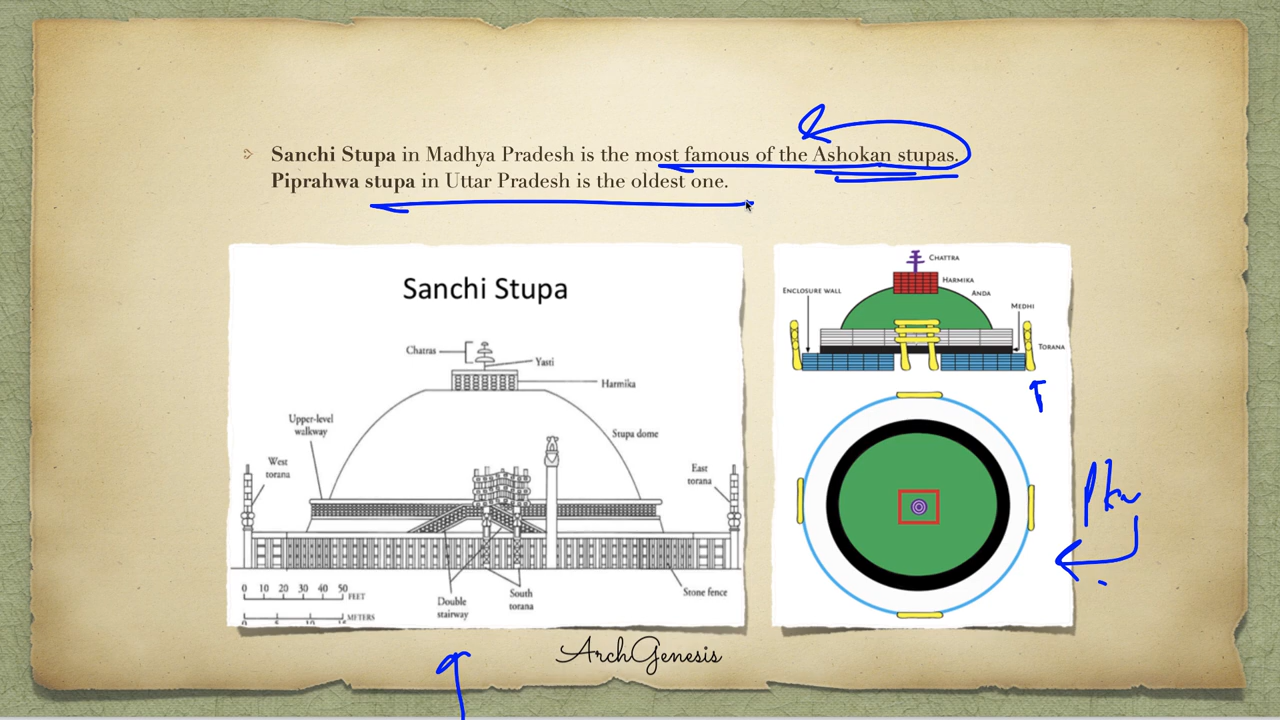 Sanchi Stupa in Madhya Pradesh is the most famous of the Ashokan stupas.
Piprahwa stupa in Uttar Pradesh is the oldest one.
Sanchi Stupa
Chatras
Yasti
Harmika
Upper-level
walkway
Stupa dome
West
torana
East
torana
0 10 20 30 40 50
FEET
METERS
Double
stairway
South
torana
Stone fence
CHATTRA
HARMIKA
ENCLOSURE WALL
ANDA
MEDHI
TORANA
ArchGenesis